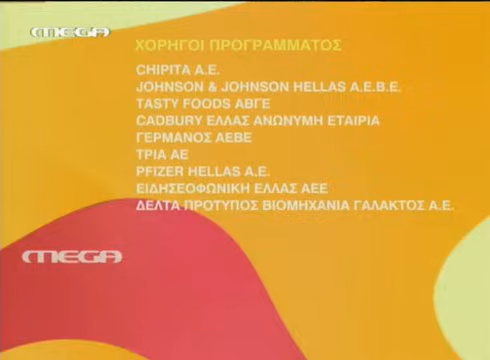 MEGA
ΧΟΡΗΓΟΙ ΠΡΟΓΡΑΜΜΑΤΟΣ
CHIPITA A.E.
JOHNSON & JOHNSON HELLAS A.E.B.E.
TASTY FOODS ΑΒΓΕ
CADBURY ΕΛΛΑΣ ΑΝΩΝΥΜΗ ΕΤΑΙΡΙΑ
ΓΕΡΜΑΝΟΣ ΑΕΒΕ
ΤΡΙΑ ΑΕ
PFIZER HELLAS A.E.
ΕΙΔΗΣΕΟΦΩΝΙΚΗ ΕΛΛΑΣ ΑΕΕ
ΔΕΛΤΑ ΠΡΟΤΥΠΟΣ ΒΙΟΜΗΧΑΝΙΑ ΓΑΛΑΚΤΟΣ Α.Ε.
MEGA